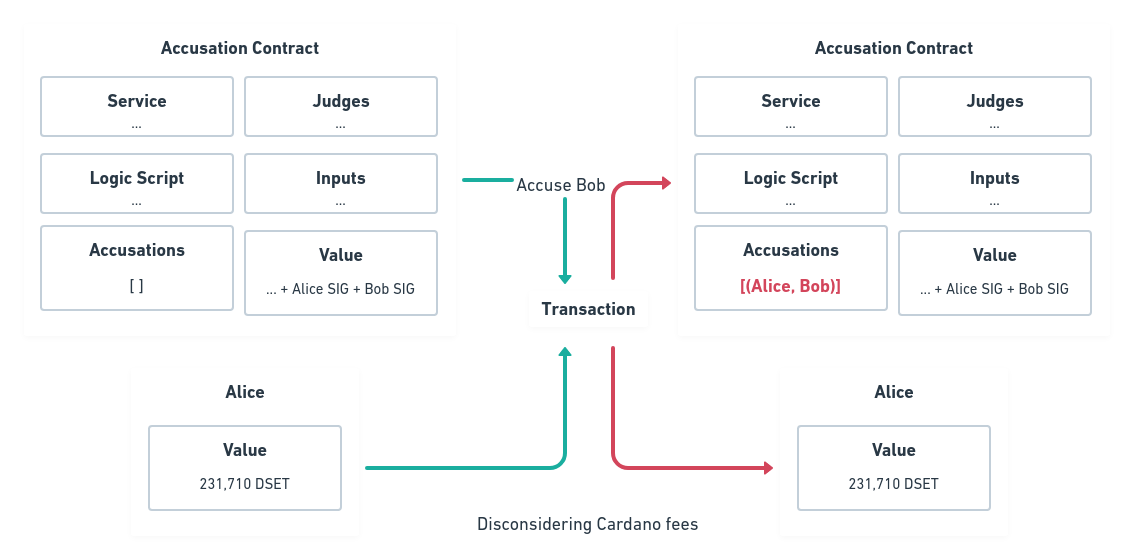 Accusation Contract
Service
...
Judges
...
Logic Script
...
Inputs
...
Accusations
[ ]
Value
... + Alice SIG + Bob SIG
Accuse Bob
Transaction
Accusation Contract
Service
...
Judges
...
Logic Script
...
Inputs
...
Accusations
[(Alice, Bob)]
Value
... + Alice SIG + Bob SIG
Alice
Value
231,710 DSET
Alice
Value
231,710 DSET
Disconsidering Cardano fees